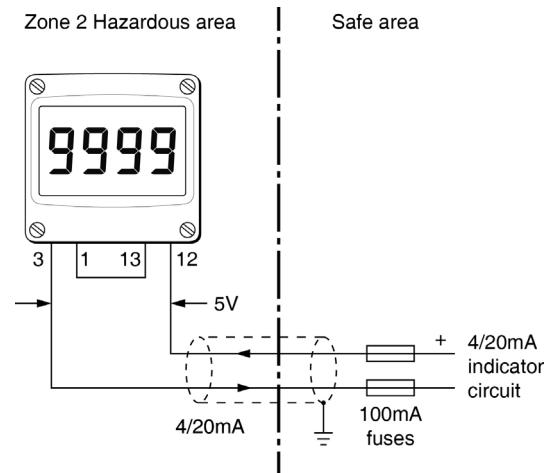 Zone 2 Hazardous area
Safe area
9999
3
1
13
12
5V
+
4/20mA
indicator
circuit
4/20mA
100mA
fuses